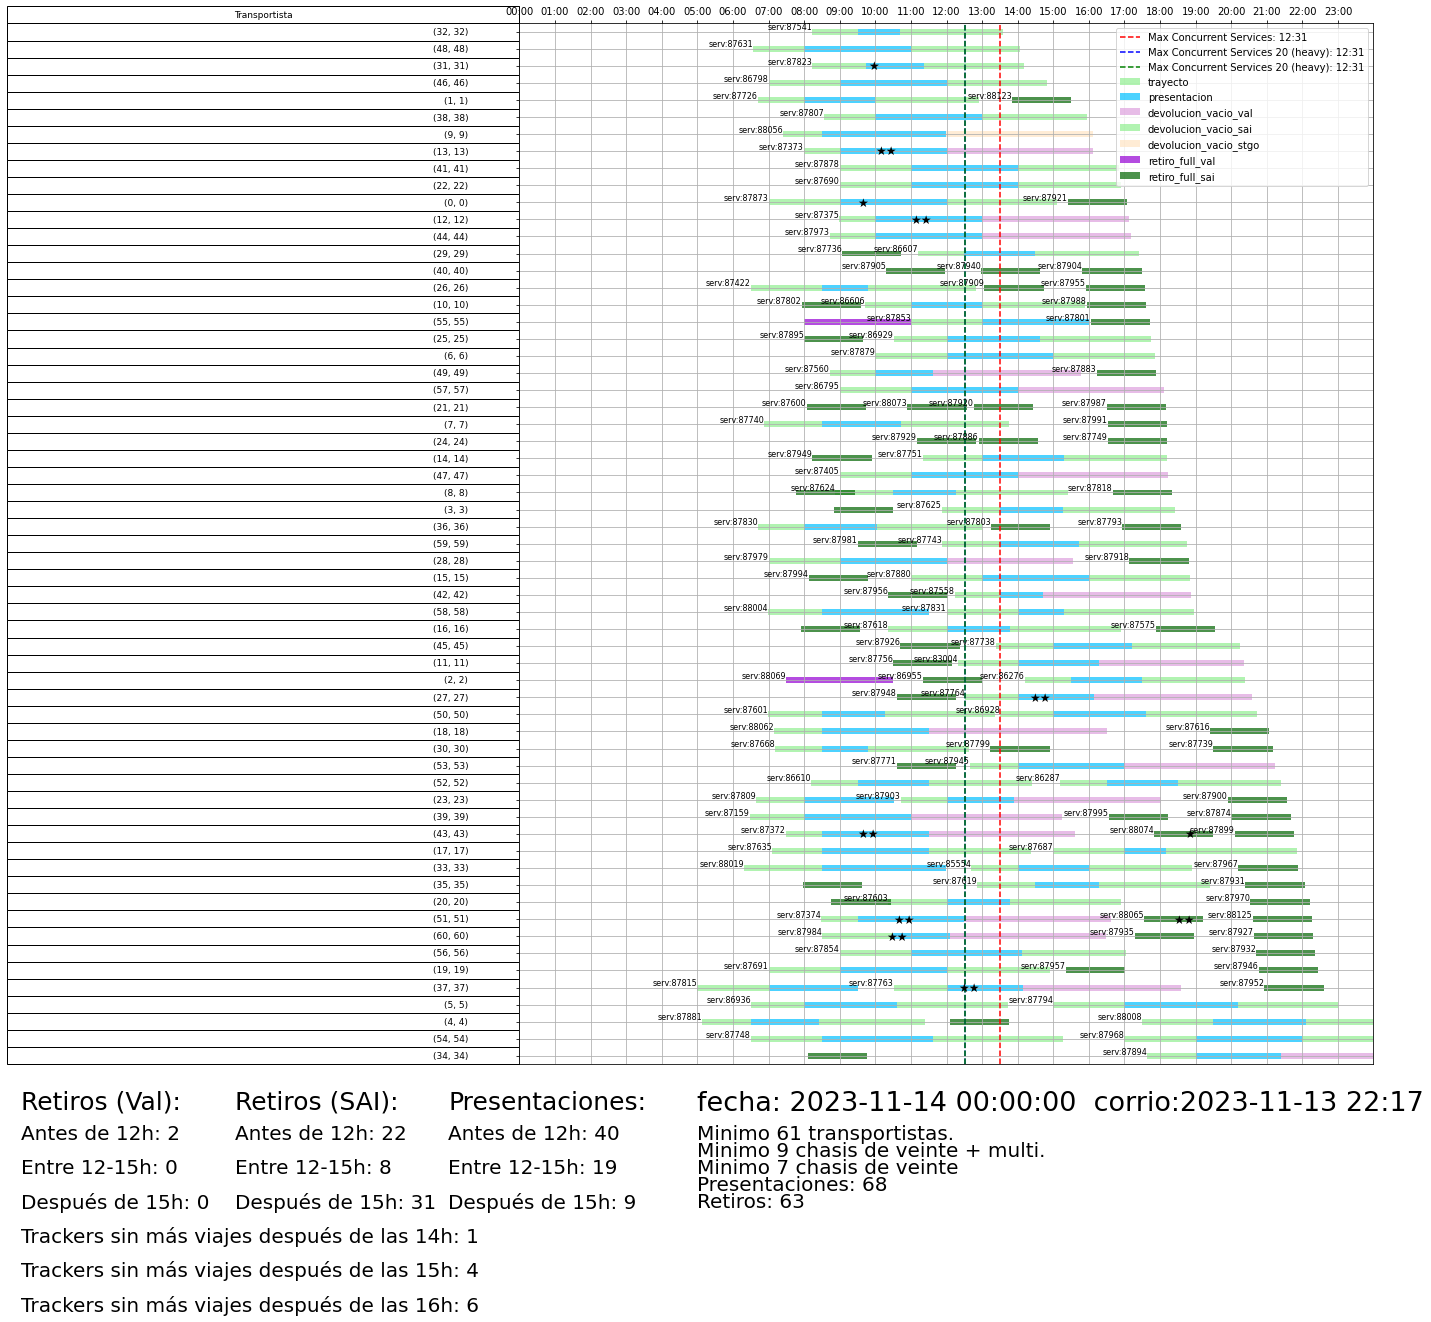 Transportista
00:00 01:00 02:00 03:00 04:00 05:00 06:00 07:00 08:00 09:00 10:00 11:00 12:00 13:00 14:00 15:00 16:00 17:00 18:00 19:00 20:00 21:00 22:00 23:00
Max Concurrent Services: 12:31
Max Concurrent Services 20 (heavy): 12:31
Max Concurrent Services 20 (heavy): 12:31
trayecto
presentacion
devolucion_vacio_val
devolucion_vacio_sai
devolucion_vacio_stgo
retiro_full_val
retiro_full_sai
(32, 32) serv:87541
(48, 48) serv:87631
(31, 31) serv:87823
(46, 46) serv:86798
(1, 1) serv:87726 serv:88123
(38, 38) serv:87807
(9, 9) serv:88056
(13, 13) serv:87373
(41, 41) serv:87878
(22, 22) serv:87690
(0, 0) serv:87873 serv:87921
(12, 12) serv:87375
(44, 44) serv:87973
(29, 29) serv:87736 serv:86607
(40, 40) serv:87905 serv:87940 serv:87904
(26, 26) serv:87422 serv:87909 serv:87955
(10, 10) serv:87802 serv:86606 serv:87988
(55, 55) serv:87853 serv:87801
(25, 25) serv:87895 serv:86929
(6, 6) serv:87879
(49, 49) serv:87560 serv:87883
(57, 57) serv:86795
(21, 21) serv:87600 serv:88073 serv:87920 serv:87987
(7, 7) serv:87740 serv:87991
(24, 24) serv:87929 serv:87886 serv:87749
(14, 14) serv:87949 serv:87751
(47, 47) serv:87405
(8, 8) serv:87624 serv:87818
(3, 3) serv:87625
(36, 36) serv:87830 serv:87803 serv:87793
(59, 59) serv:87981 serv:87743
(28, 28) serv:87979 serv:87918
(15, 15) serv:87994 serv:87880
(42, 42) serv:87956 serv:87558
(58, 58) serv:88004 serv:87831
(16, 16) serv:87618 serv:87575
(45, 45) serv:87926 serv:87738
(11, 11) serv:87756 serv:83004
(2, 2) serv:88069 serv:86955 serv:86276
(27, 27) serv:87948 serv:87764
(50, 50) serv:87601 serv:86928
(18, 18) serv:88062 serv:87616
(30, 30) serv:87668 serv:87799 serv:87739
(53, 53) serv:87771 serv:87945
(52, 52) serv:86610 serv:86287
(23, 23) serv:87809 serv:87903 serv:87900
(39, 39) serv:87159 serv:87995 serv:87874
(43, 43) serv:87372 serv:88074 serv:87899
(17, 17) serv:87635 serv:87687
(33, 33) serv:88019 serv:85554 serv:87967
(35, 35) serv:87619 serv:87931
(20, 20) serv:87603 serv:87970
(51, 51) serv:87374 serv:88065 serv:88125
(60, 60) serv:87984 serv:87935 serv:87927
(56, 56) serv:87854 serv:87932
(19, 19) serv:87691 serv:87957 serv:87946
(37, 37) serv:87815 serv:87763 serv:87952
(5, 5) serv:86936 serv:87794
(4, 4) serv:87881 serv:88008
(54, 54) serv:87748 serv:87968
(34, 34) serv:87894
Retiros (Val): Retiros (SAI): Presentaciones: fecha: 2023-11-14 00:00:00 corrio:2023-11-13 22:17
Antes de 12h: 2 Antes de 12h: 22 Antes de 12h: 40 Minimo 61 transportistas.
Minimo 9 chasis de veinte + multi.
Entre 12-15h: 0 Entre 12-15h: 8 Entre 12-15h: 19 Minimo 7 chasis de veinte
Presentaciones: 68
Después de 15h: 0 Después de 15h: 31 Después de 15h: 9 Retiros: 63
Trackers sin más viajes después de las 14h: 1
Trackers sin más viajes después de las 15h: 4
Trackers sin más viajes después de las 16h: 6